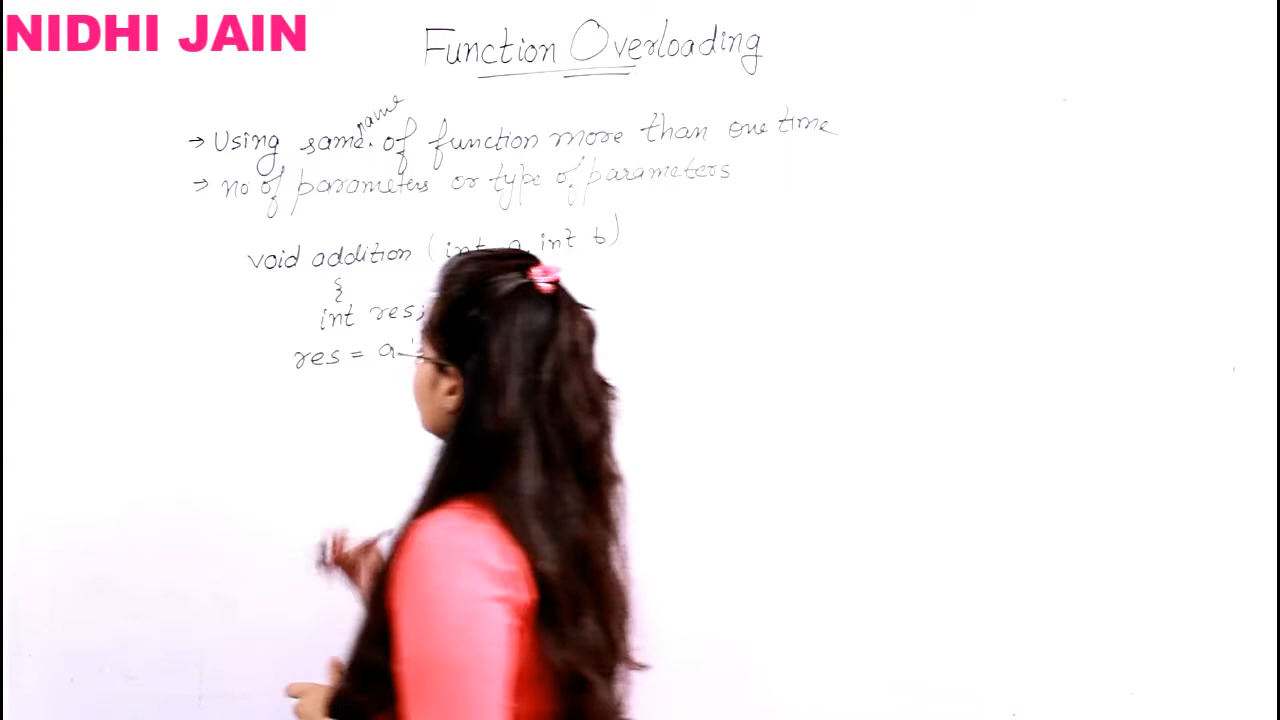 NIDHI JAIN
Function Overloading
→ Using same name of function more than one time
→ no of parameters or type of parameters
void addition (int a, int b)
{
int res;
res = a